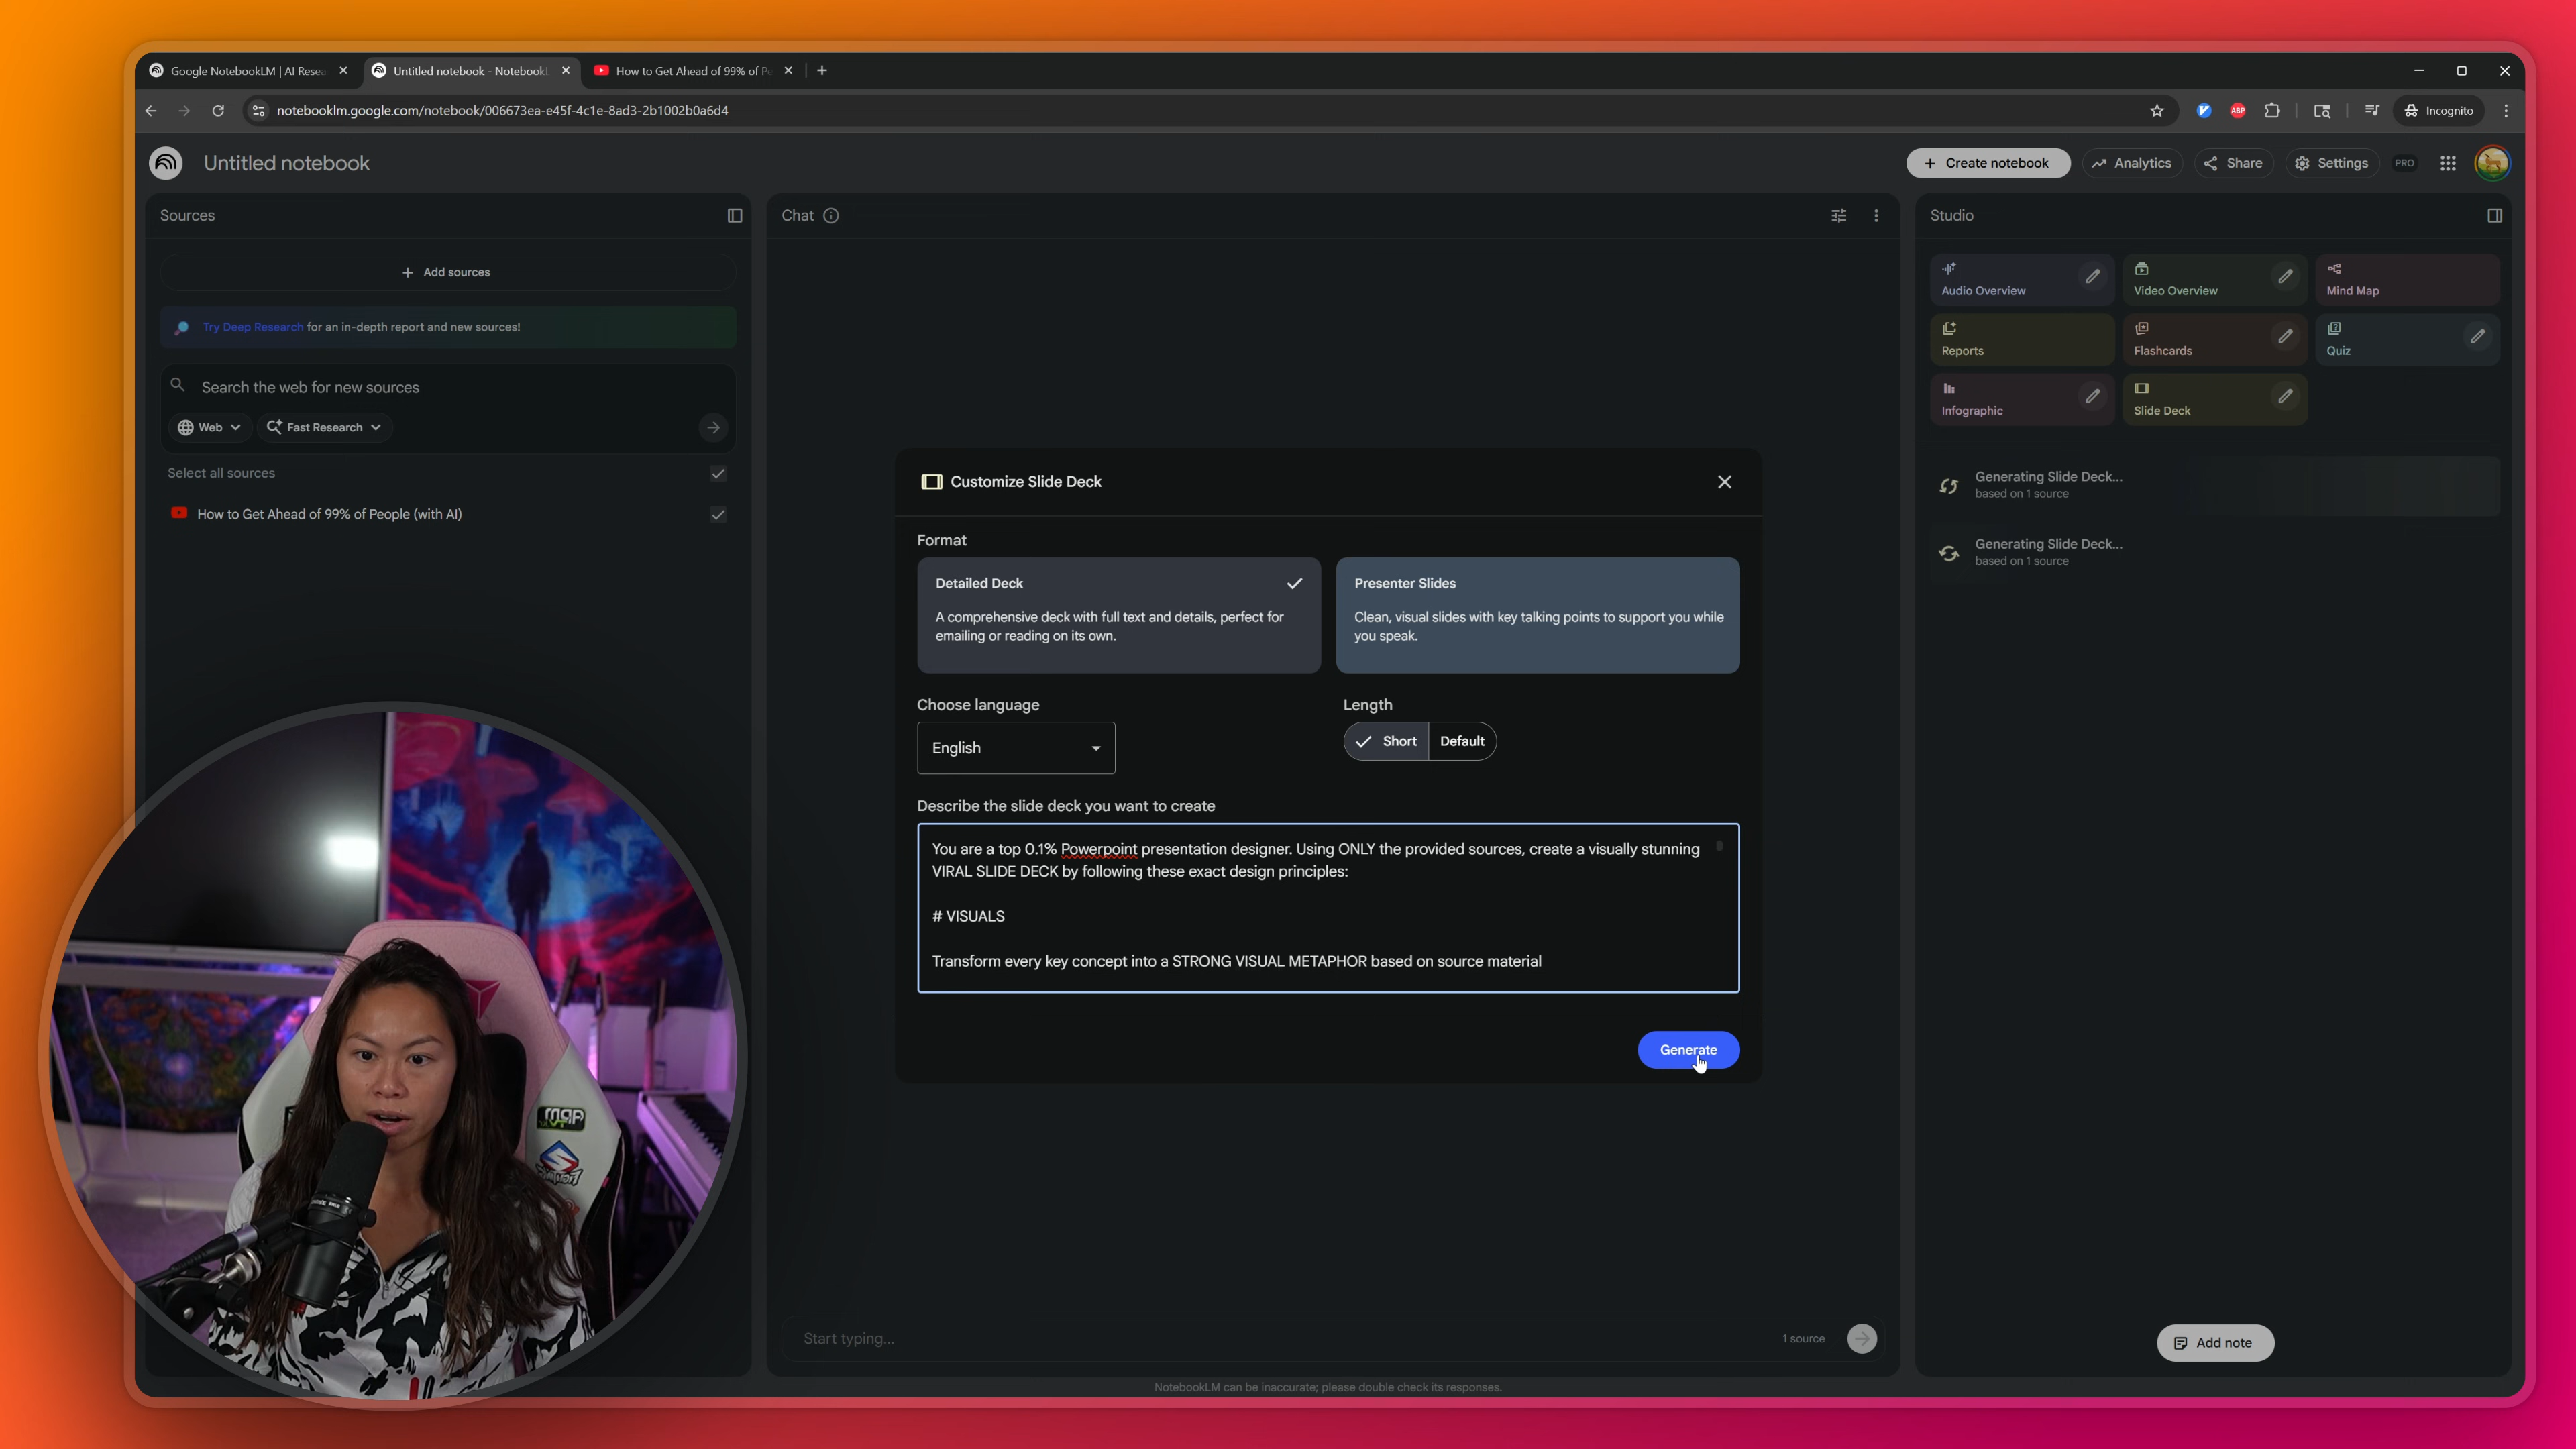 Google NotebookLM | AI Resea
Untitled notebook - Notebook
How to Get Ahead of 99% of Pe
notebooklm.google.com/notebook/006673ea-e45f-4c1e-8ad3-2b1002b0a6d4
ABP
Incognito
Untitled notebook
Create notebook
Analytics
Share
Settings
PRO
Sources
Add sources
Try Deep Research for an in-depth report and new sources!
Search the web for new sources
Web
Fast Research
Select all sources
How to Get Ahead of 99% of People (with AI)
Chat
Customize Slide Deck
Format
Detailed Deck
A comprehensive deck with full text and details, perfect for
emailing or reading on its own.
Presenter Slides
Clean, visual slides with key talking points to support you while
you speak.
Choose language
English
Length
Short
Default
Describe the slide deck you want to create
You are a top 0.1% Powerpoint presentation designer. Using ONLY the provided sources, create a visually stunning
VIRAL SLIDE DECK by following these exact design principles:
# VISUALS
Transform every key concept into a STRONG VISUAL METAPHOR based on source material
Generate
Start typing...
1 source
NotebookLM can be inaccurate; please double check its responses.
Studio
Audio Overview
Video Overview
Mind Map
Reports
Flashcards
Quiz
Infographic
Slide Deck
Generating Slide Deck...
based on 1 source
Generating Slide Deck...
based on 1 source
Add note